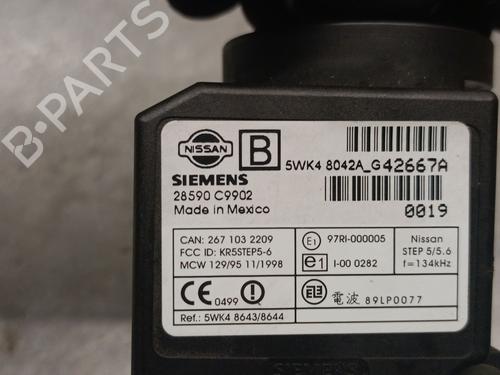 B-PARTS
NISSAN
B
5WK4 8042A_G42667A
SIEMENS
28590 C9902
Made in Mexico
0019
CAN: 267 103 2209
FCC ID: KR5STEP5-6
MCW 129/95 11/1998
E1 97RI-000005
e1 I-00 0282
Nissan
STEP 5/5.6
f=134kHz
CE 0499 !
電波 89LP0077
Ref.: 5WK4 8643/8644
SIEMENS